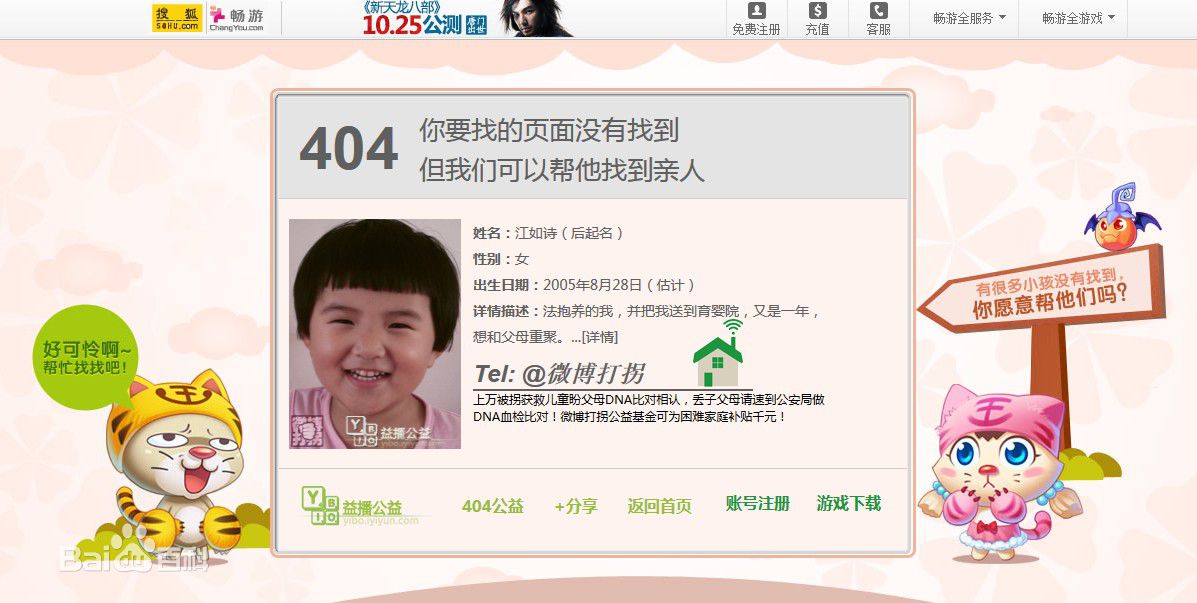 搜狐
SOHU.com
畅游
ChangYou.com
《新天龙八部》
10.25公测
唐门出世
免费注册
充值
客服
畅游全服务
畅游全游戏
404
你要找的页面没有找到
但我们可以帮他找到亲人
姓名：江如诗（后起名）
性别：女
出生日期：2005年8月28日（估计）
详情描述：法抱养的我，并把我送到育婴院，又是一年，
想和父母重聚。...[详情]
Tel: @微博打拐
上万被拐获救儿童盼父母DNA比对相认，丢子父母请速到公安局做
DNA血检比对！微博打拐公益基金可为困难家庭补贴千元！
YBIO
益播公益
yibo.iyiyun.com
好可怜啊~
帮忙找找吧！
有很多小孩没有找到，
你愿意帮他们吗？
YBIO
益播公益
yibo.iyiyun.com
404公益
+分享
返回首页
账号注册
游戏下载
Bai百科